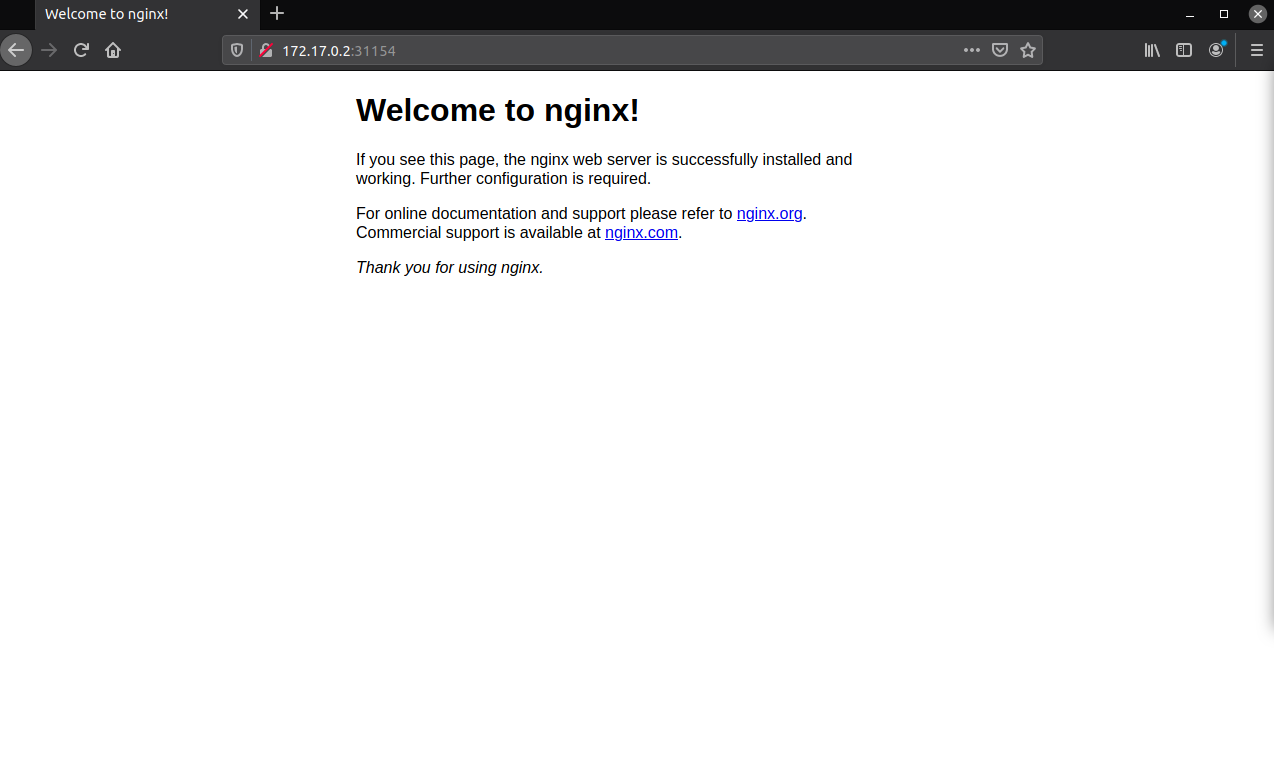 Welcome to nginx!
172.17.0.2:31154
Welcome to nginx!
If you see this page, the nginx web server is successfully installed and
working. Further configuration is required.
For online documentation and support please refer to nginx.org.
Commercial support is available at nginx.com.
Thank you for using nginx.